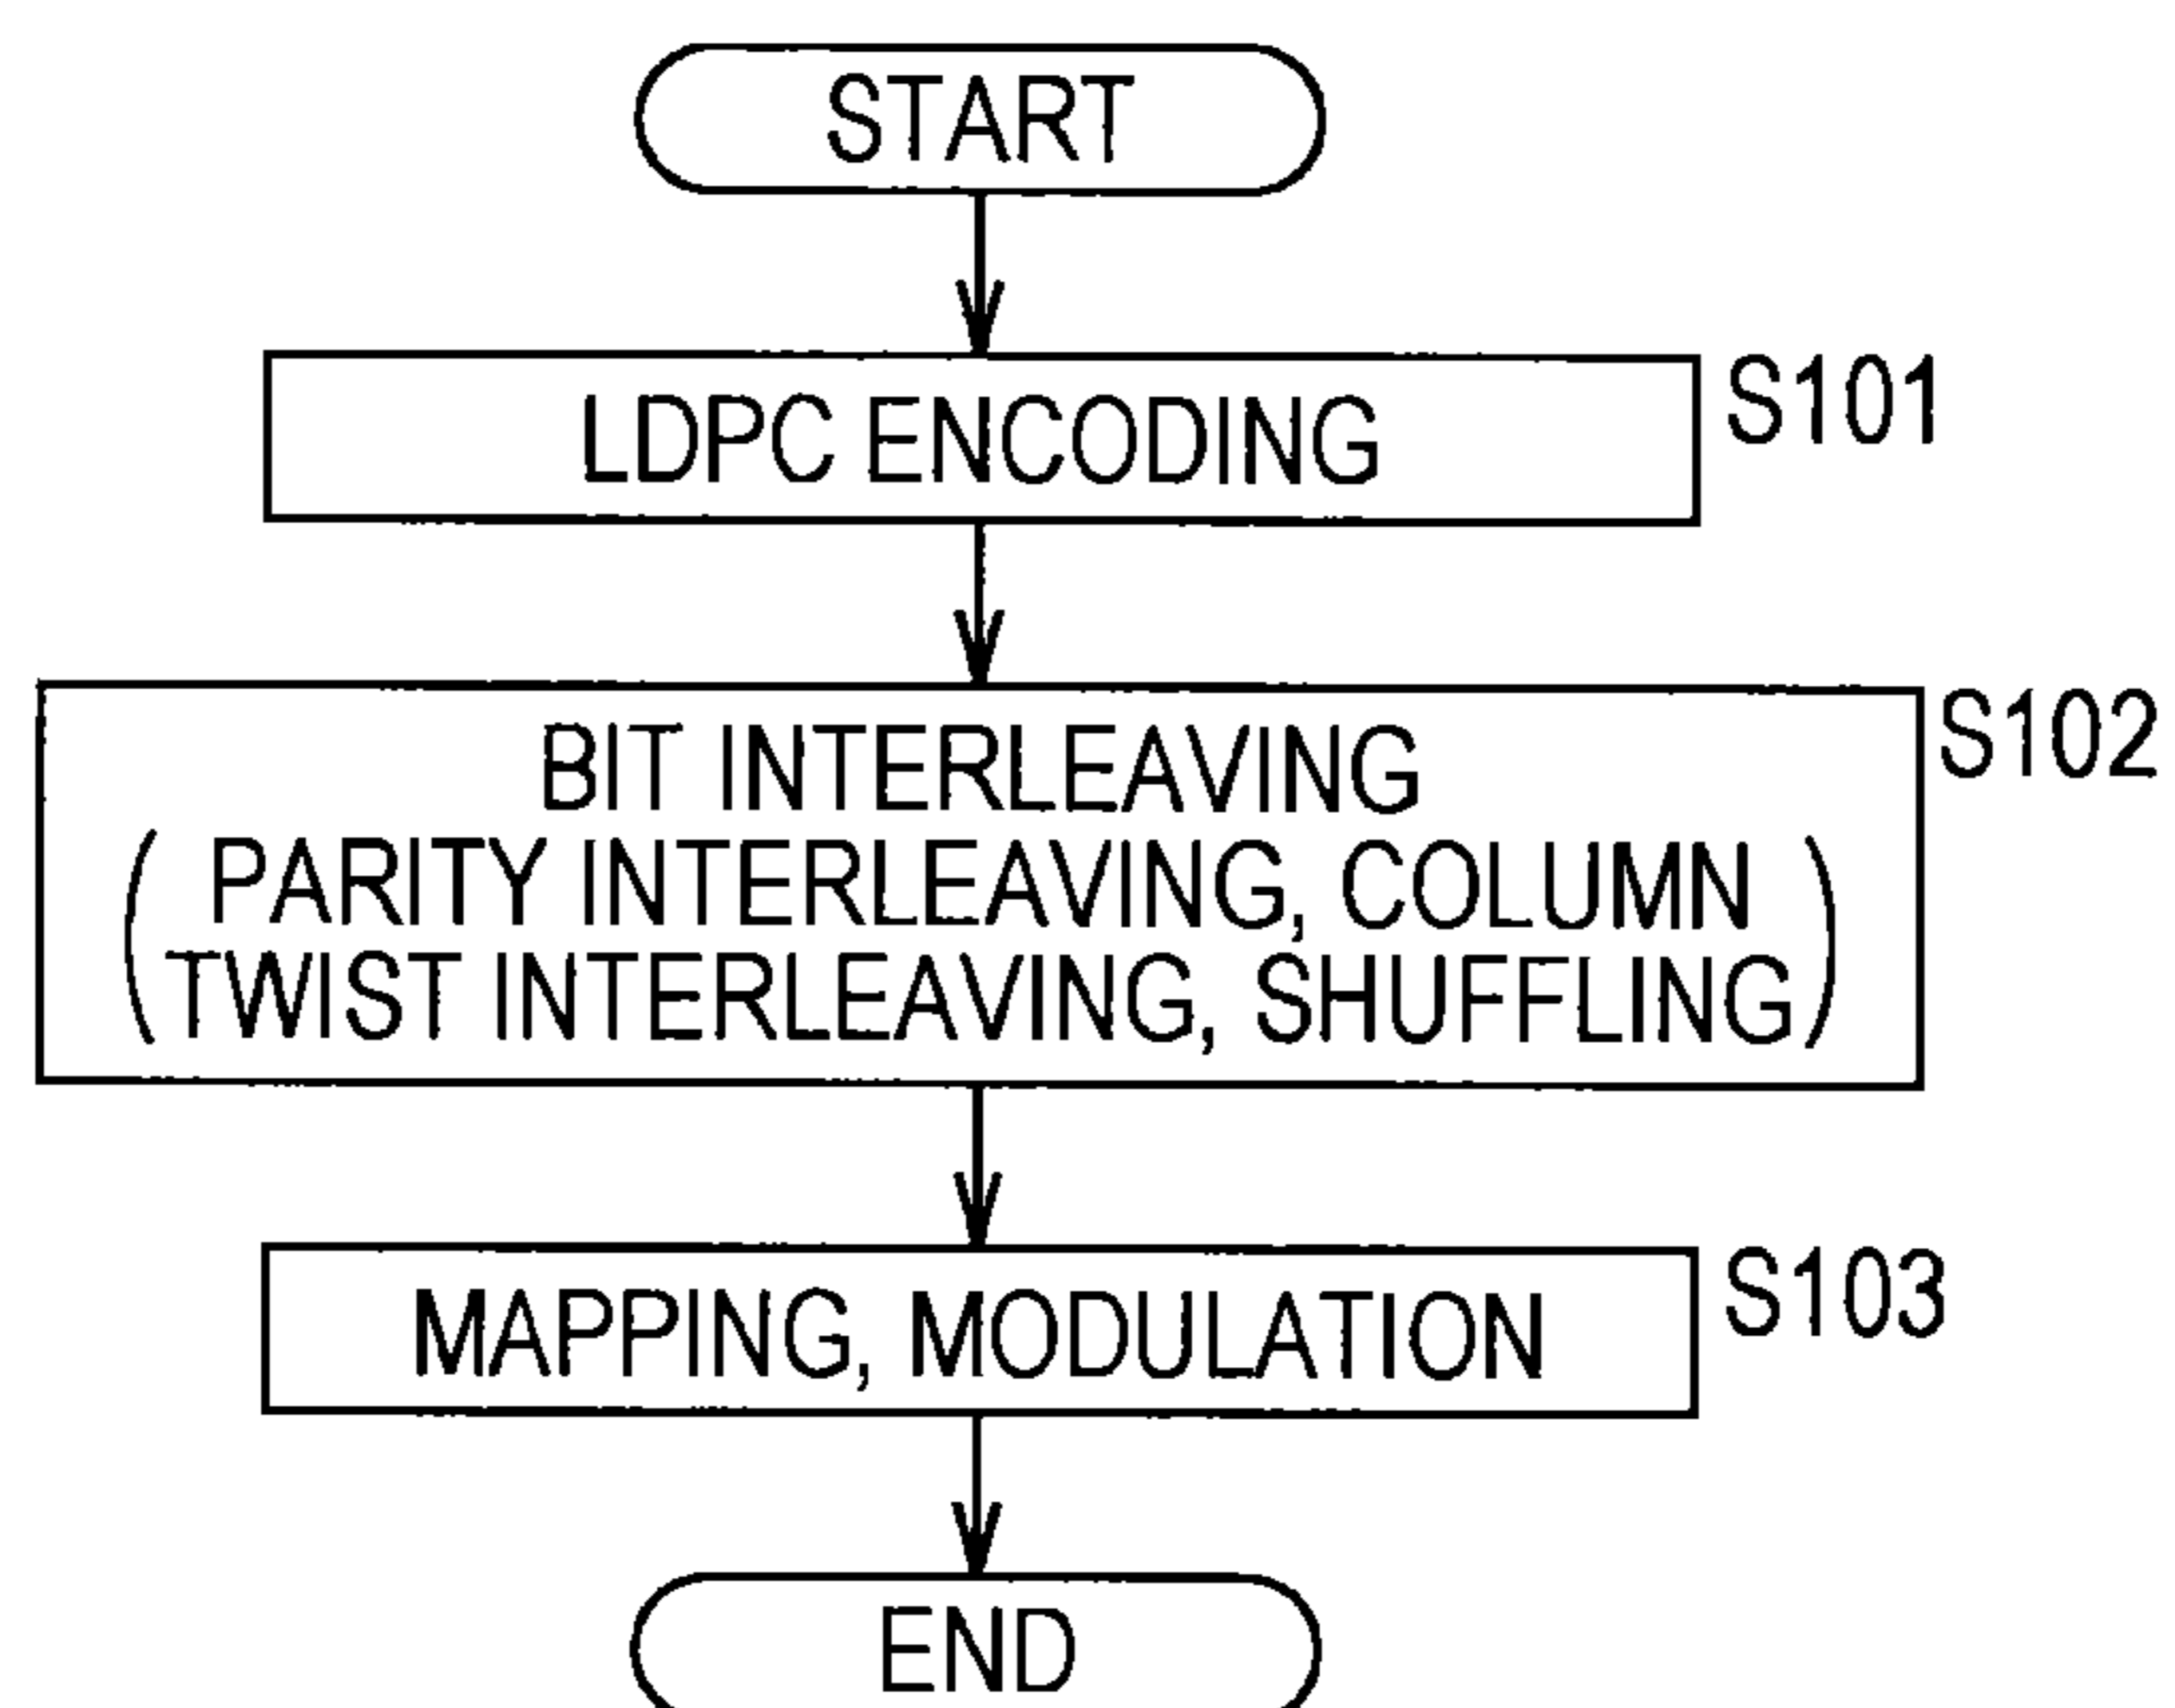 START
LDPC ENCODING
S101
BIT INTERLEAVING
S102
( PARITY INTERLEAVING, COLUMN
TWIST INTERLEAVING, SHUFFLING )
MAPPING, MODULATION
S103
END